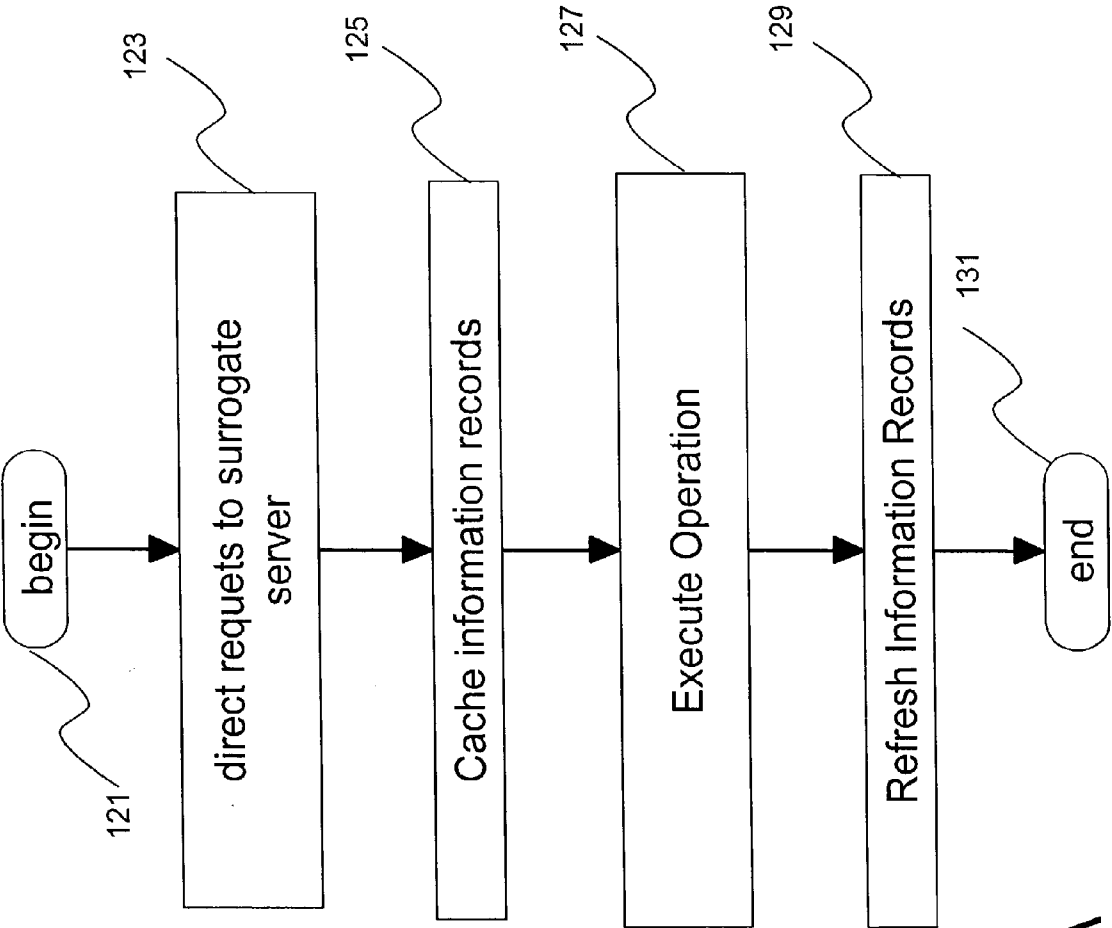 begin
121
direct requets to surrogate
server
123
Cache information records
125
Execute Operation
127
Refresh Information Records
129
end
131